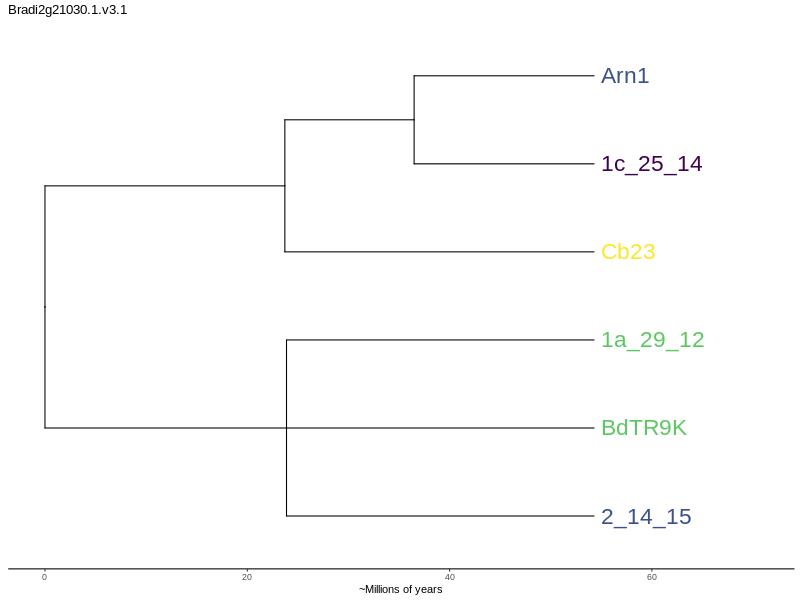 Bradi2g21030.1.v3.1
Arn1
1c_25_14
Cb23
1a_29_12
BdTR9K
2_14_15
0 20 40 60
~Millions of years